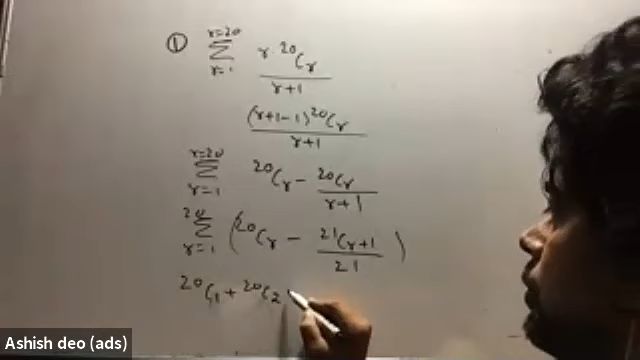 ① r=20 Σ r=1 r ²⁰Cᵣ / r+1
(r+1-1) ²⁰Cᵣ / r+1
r=20 Σ r=1 ²⁰Cᵣ - ²⁰Cᵣ / r+1
20 Σ r=1 (²⁰Cᵣ - ²¹Cᵣ₊₁ / 21)
²⁰C₁ + ²⁰C₂
Ashish deo (ads)